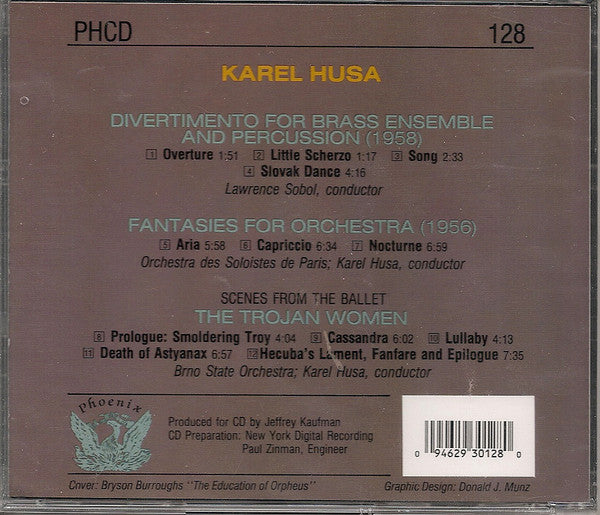 PHCD 128
KAREL HUSA
DIVERTIMENTO FOR BRASS ENSEMBLE
AND PERCUSSION (1958)
1 Overture 1:51 2 Little Scherzo 1:17 3 Song 2:33
4 Slovak Dance 4:16
Lawrence Sobol, conductor
FANTASIES FOR ORCHESTRA (1956)
5 Aria 5:58 6 Capriccio 6:34 7 Nocturne 6:59
Orchestra des Soloistes de Paris; Karel Husa, conductor
SCENES FROM THE BALLET
THE TROJAN WOMEN
8 Prologue: Smoldering Troy 4:04 9 Cassandra 6:02 10 Lullaby 4:13
11 Death of Astyanax 6:57 12 Hecuba's Lament, Fanfare and Epilogue 7:35
Brno State Orchestra; Karel Husa, conductor
phoenix
Produced for CD by Jeffrey Kaufman
CD Preparation: New York Digital Recording
Paul Zinman, Engineer
0 94629 30128 0
Cover: Bryson Burroughs "The Education of Orpheus" Graphic Design: Donald J. Munz